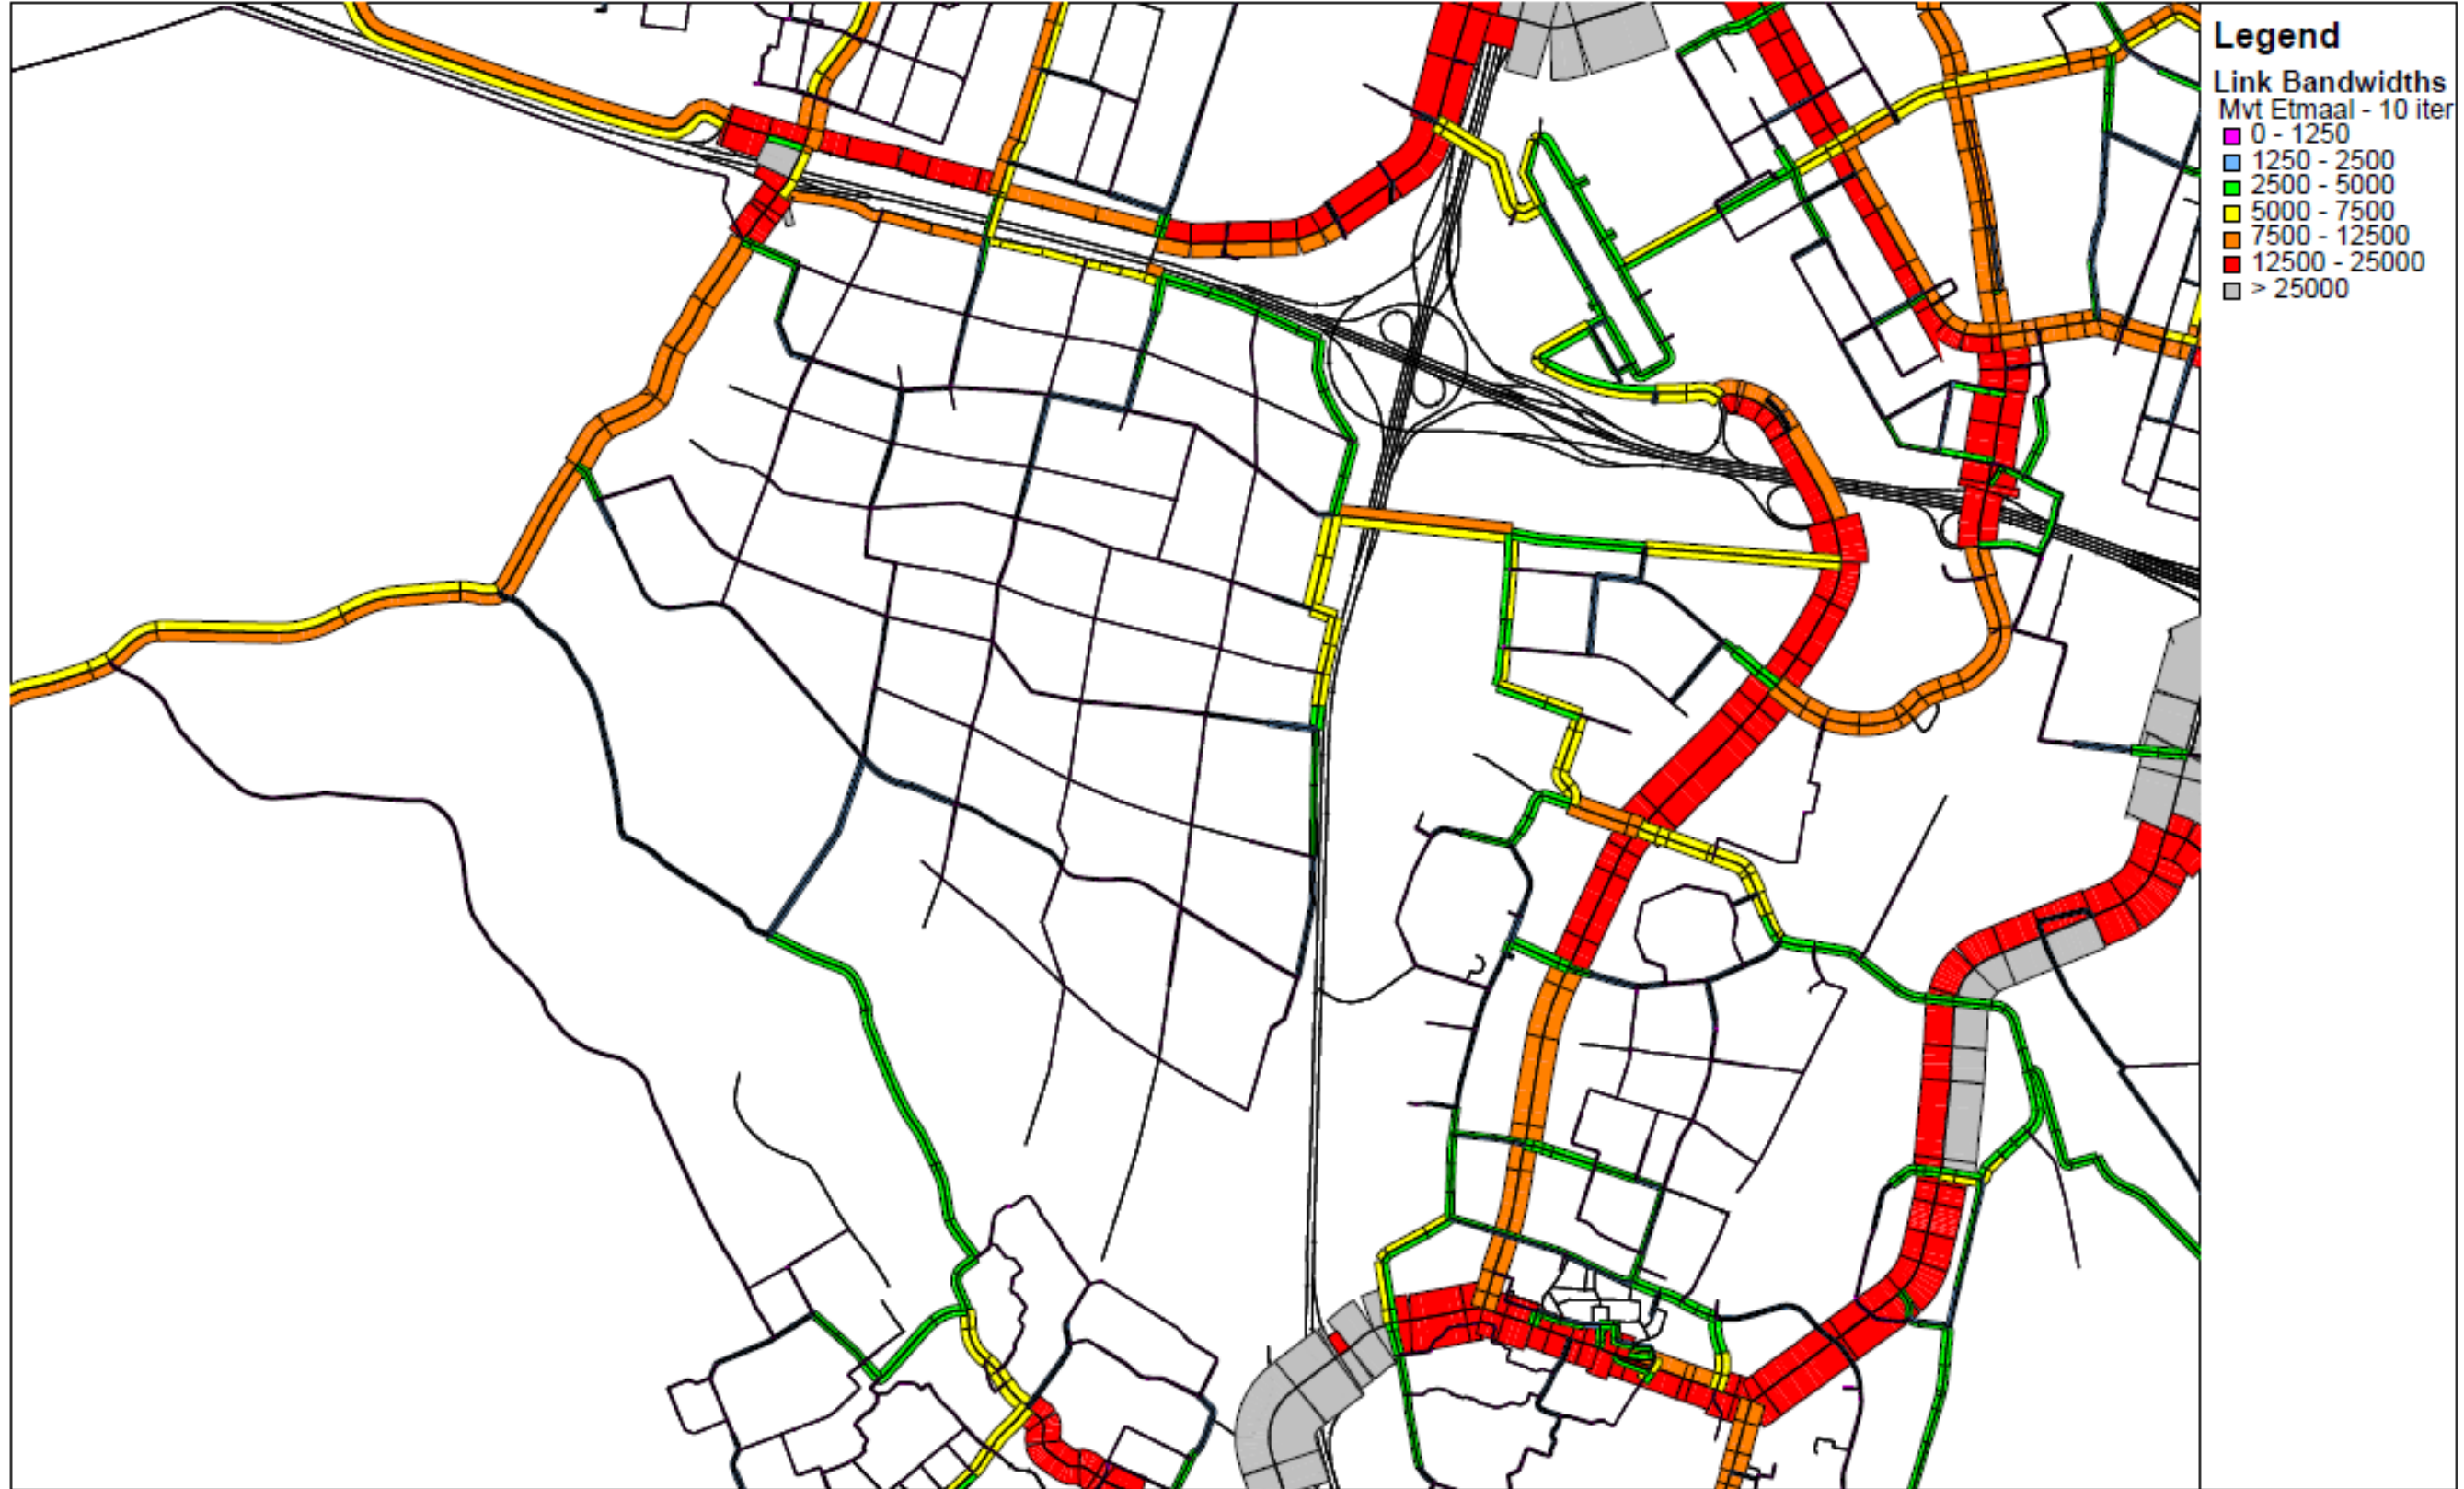 Legend
Link Bandwidths
Mvt Etmaal - 10 iter
0 - 1250
1250 - 2500
2500 - 5000
5000 - 7500
7500 - 12500
12500 - 25000
> 25000